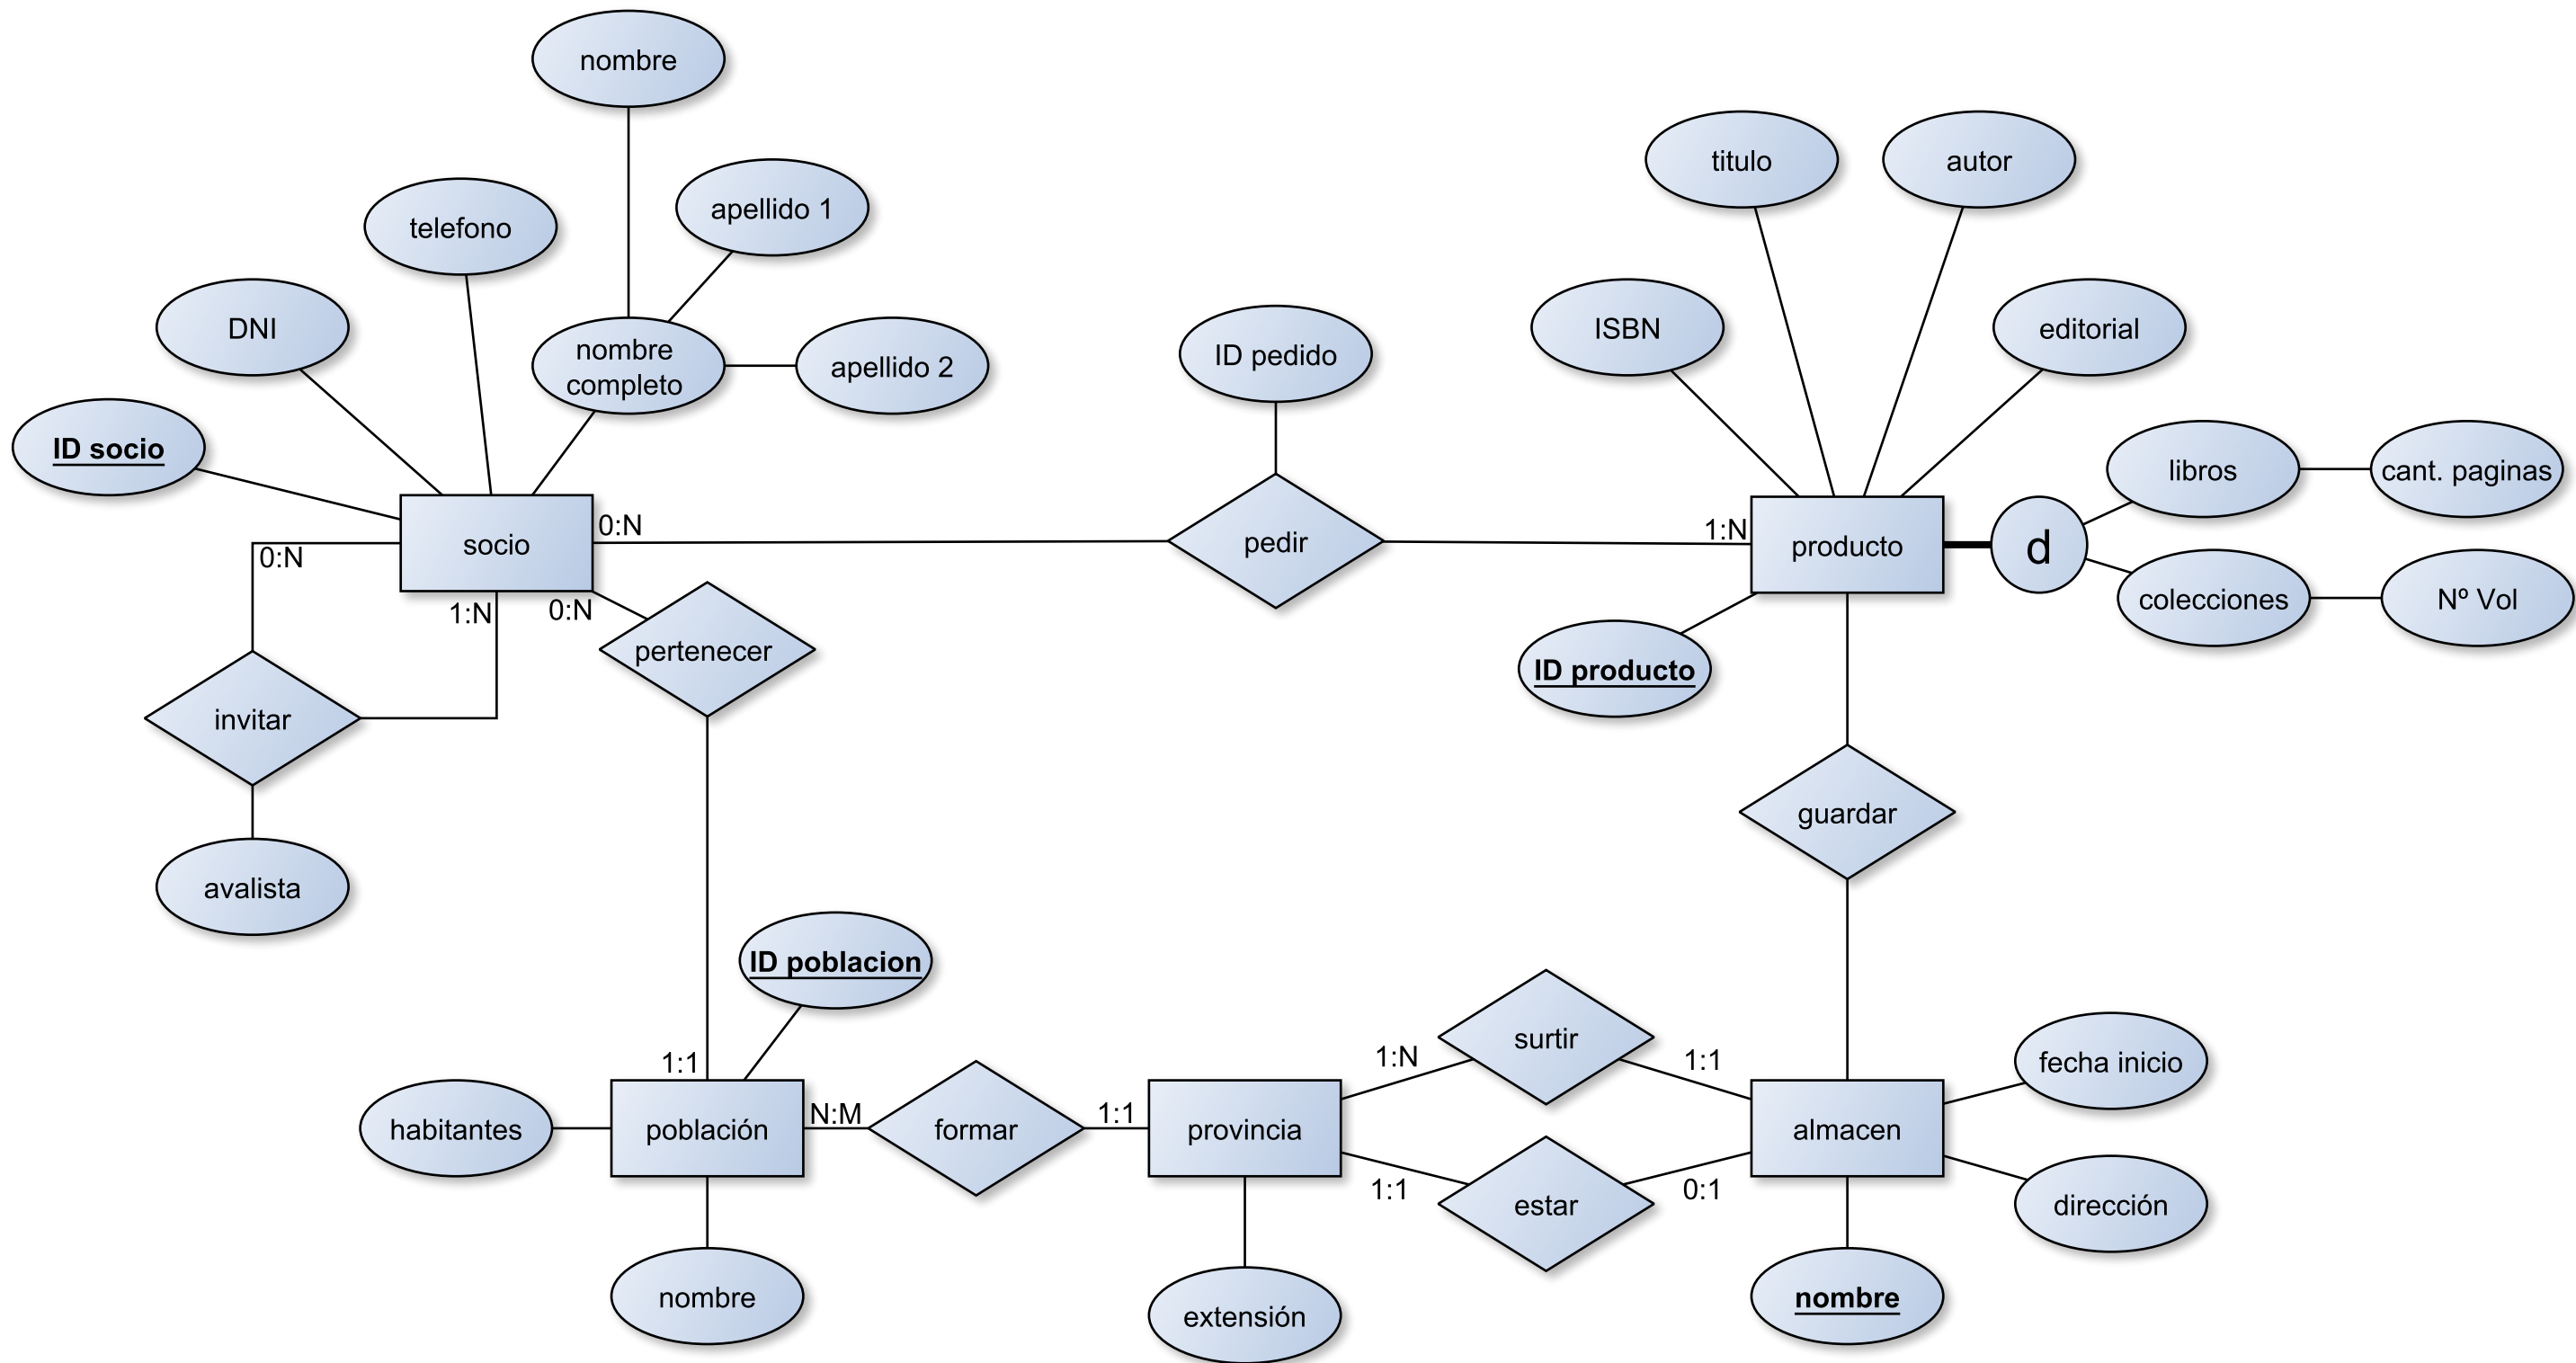 nombre
titulo
autor
apellido 1
telefono
DNI
ISBN
editorial
nombre
completo
apellido 2
ID pedido
ID socio
libros
cant. paginas
0:N
1:N
socio
pedir
producto
d
0:N
1:N
0:N
colecciones
Nº Vol
pertenecer
ID producto
invitar
guardar
avalista
ID poblacion
surtir
1:1
1:N
1:1
fecha inicio
N:M
1:1
habitantes
población
formar
provincia
almacen
1:1
0:1
estar
dirección
nombre
extensión
nombre